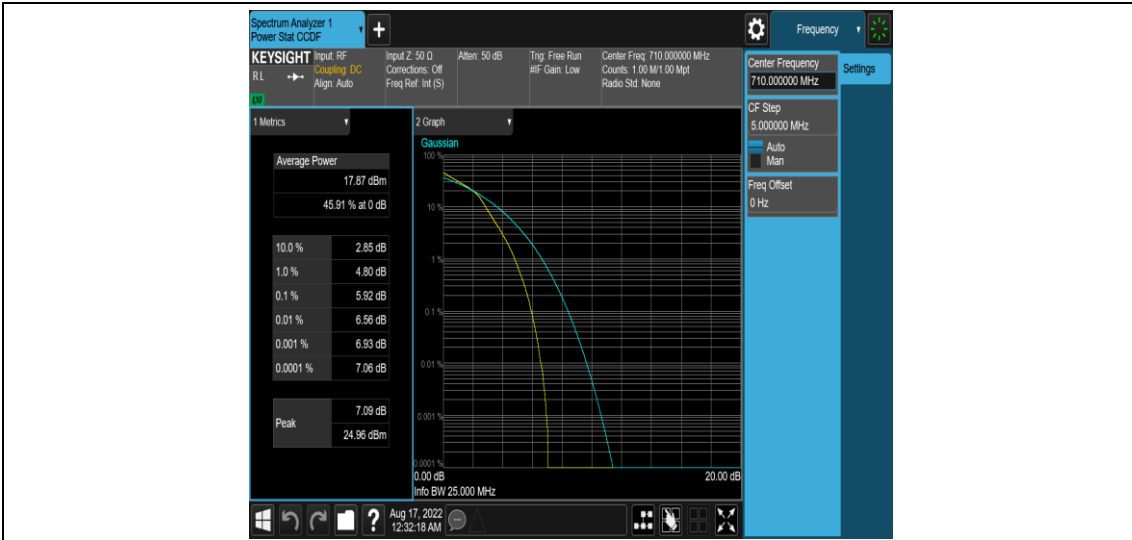 Spectrum Analyzer 1
Power Stat CCDF
+
Frequency
KEYSIGHT
Input: RF
Coupling: DC
Align: Auto
Input Z: 50 Ω
Corrections: Off
Freq Ref: Int (S)
Atten: 50 dB
Trig: Free Run
#IF Gain: Low
Center Freq: 710.000000 MHz
Counts: 1.00 M/1.00 Mpt
Radio Std: None
R L
LXI
Center Frequency
710.000000 MHz
Settings
CF Step
5.000000 MHz
Auto
Man
Freq Offset
0 Hz
1 Metrics
Average Power
17.87 dBm
45.91 % at 0 dB
10.0 % 2.85 dB
1.0 % 4.80 dB
0.1 % 5.92 dB
0.01 % 6.56 dB
0.001 % 6.93 dB
0.0001 % 7.06 dB
Peak
7.09 dB
24.96 dBm
2 Graph
Gaussian
100 %
10 %
1 %
0.1 %
0.01 %
0.001 %
0.0001 %
0.00 dB
20.00 dB
Info BW 25.000 MHz
?
Aug 17, 2022
12:32:18 AM